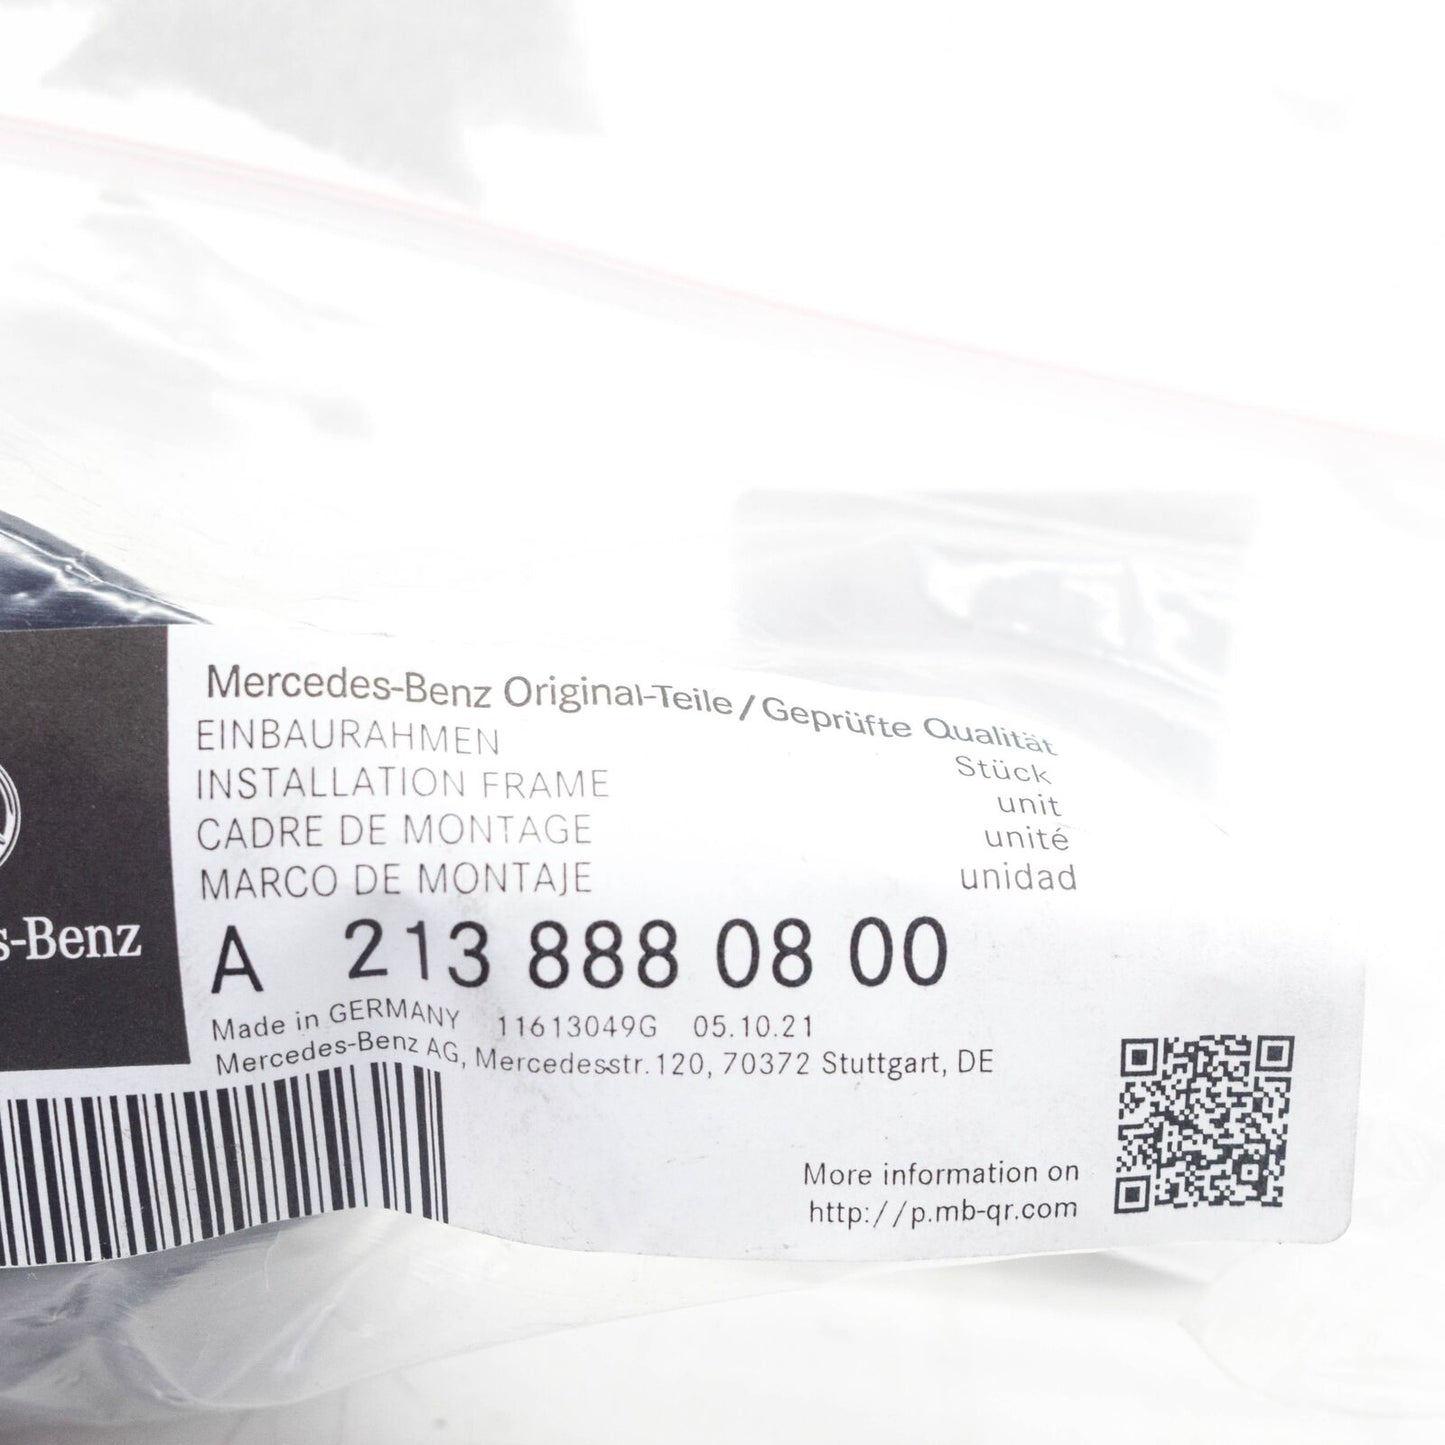 Mercedes-Benz Original-Teile / Geprüfte Qualität
EINBAURAHMEN Stück
INSTALLATION FRAME unit
CADRE DE MONTAGE unité
MARCO DE MONTAJE unidad
s-Benz
A 213 888 08 00
Made in GERMANY 11613049G 05.10.21
Mercedes-Benz AG, Mercedesstr. 120, 70372 Stuttgart, DE
More information on
http://p.mb-qr.com